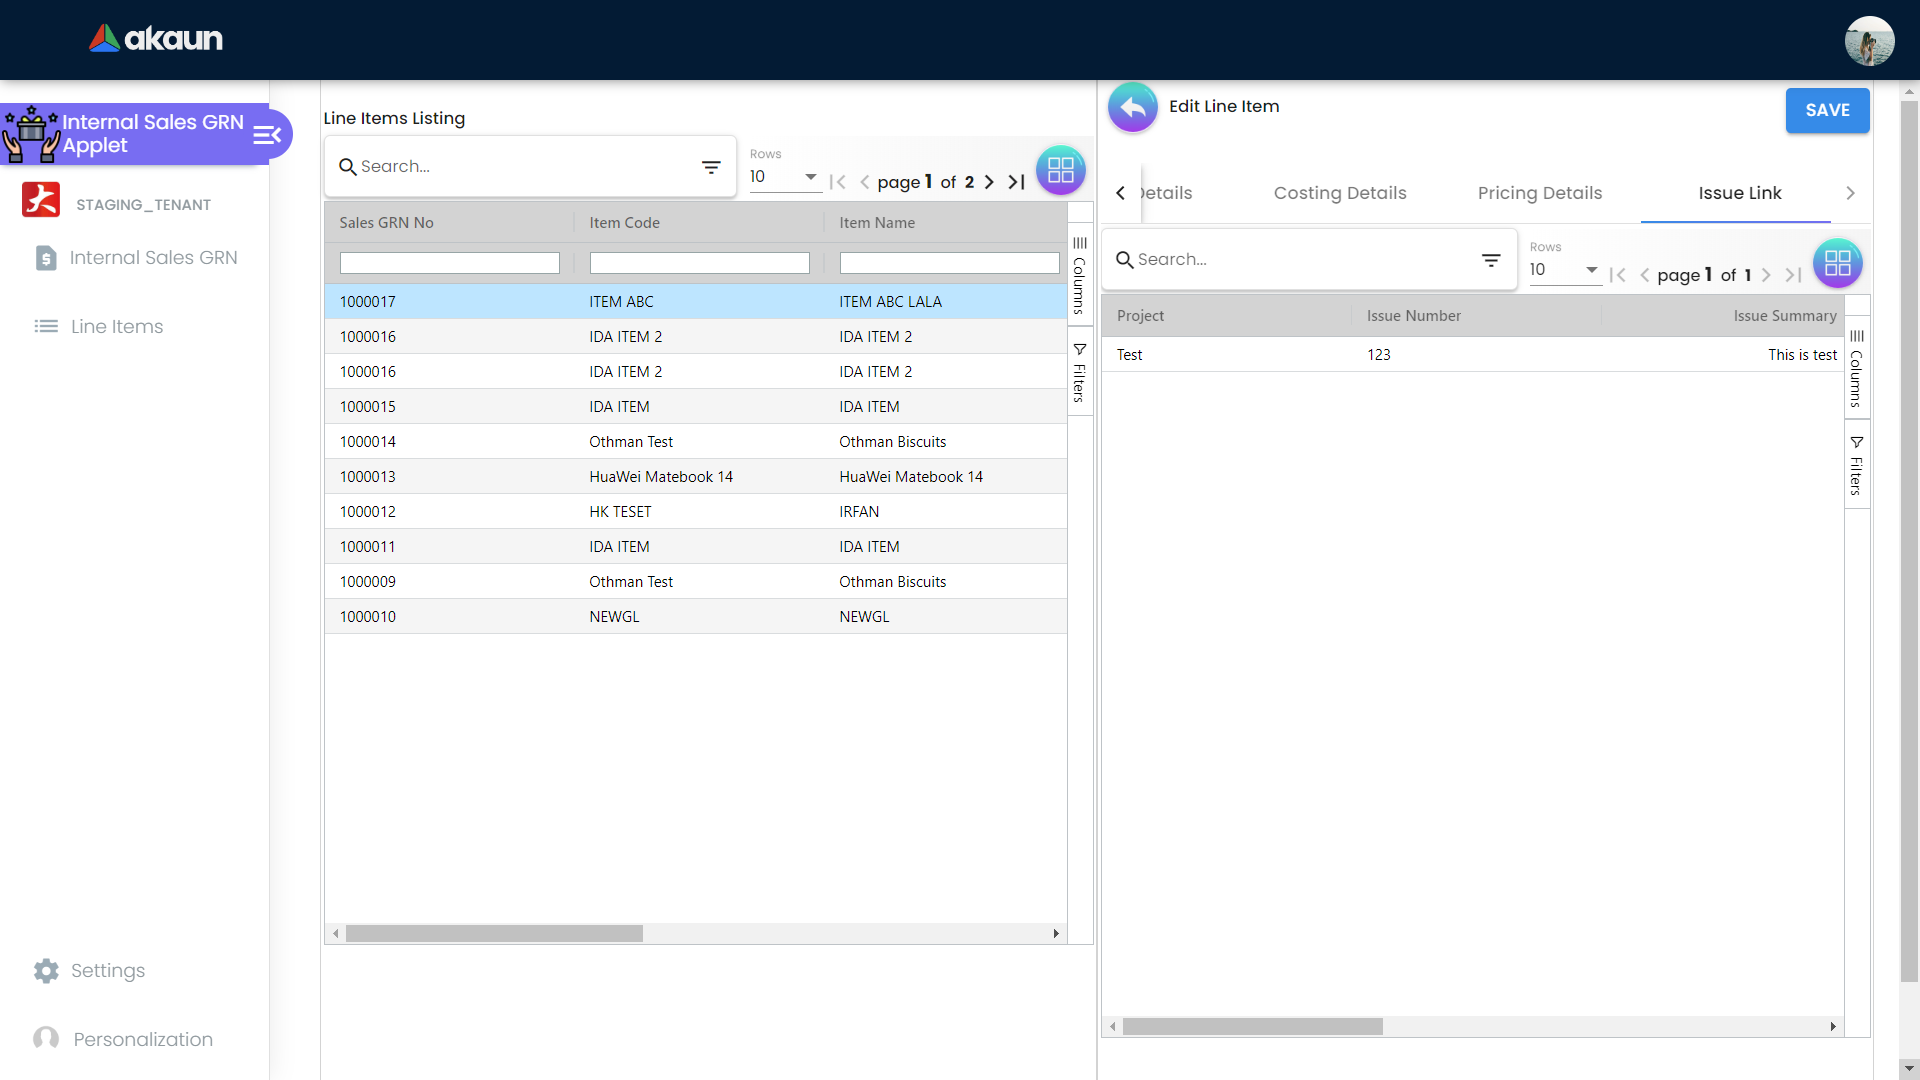 akaun
Internal Sales GRN
Applet
STAGING_TENANT
Internal Sales GRN
Line Items
Settings
Personalization
Line Items Listing
Search...
Rows
10
page 1 of 2
Sales GRN No Item Code Item Name
1000017 ITEM ABC ITEM ABC LALA
1000016 IDA ITEM 2 IDA ITEM 2
1000016 IDA ITEM 2 IDA ITEM 2
1000015 IDA ITEM IDA ITEM
1000014 Othman Test Othman Biscuits
1000013 HuaWei Matebook 14 HuaWei Matebook 14
1000012 HK TESET IRFAN
1000011 IDA ITEM IDA ITEM
1000009 Othman Test Othman Biscuits
1000010 NEWGL NEWGL
Columns
Filters
Edit Line Item
SAVE
Details Costing Details Pricing Details Issue Link
Search...
Rows
10
page 1 of 1
Project Issue Number Issue Summary
Test 123 This is test
Columns
Filters